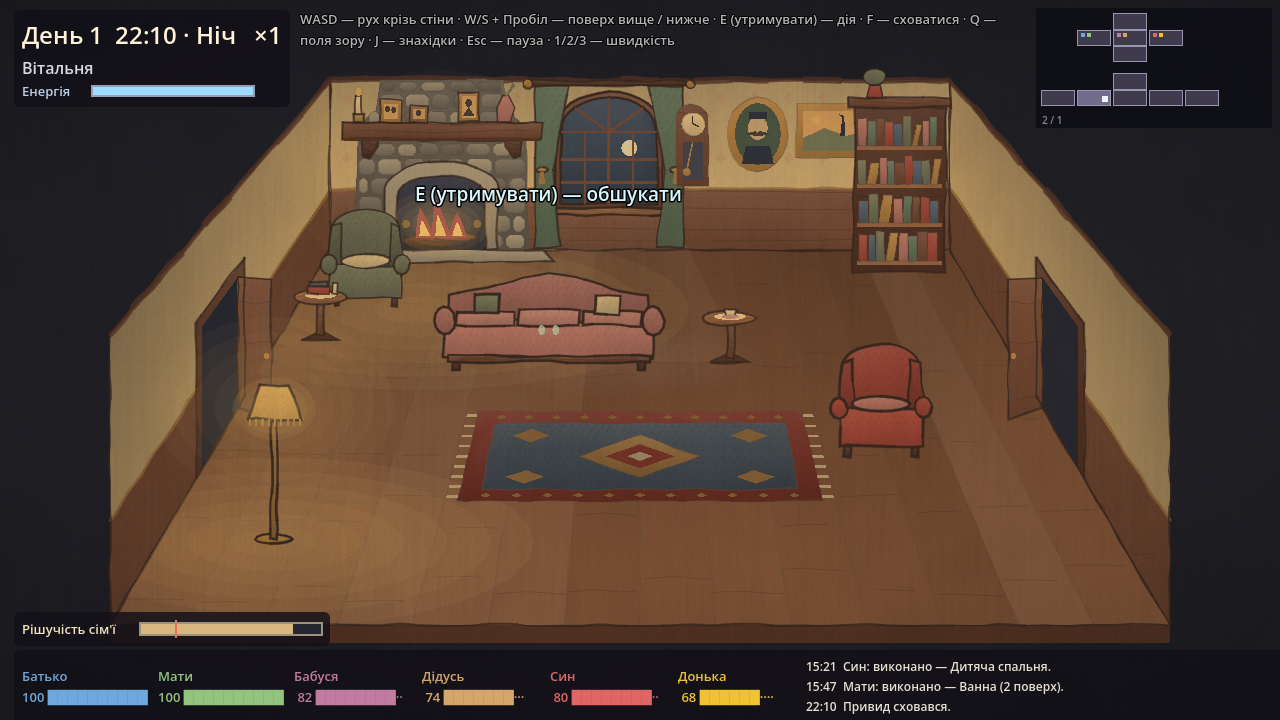 День 1 22:10 · Ніч ×1
Вітальня
Енергія
WASD — рух крізь стіни · W/S + Пробіл — поверх вище / нижче · E (утримувати) — дія · F — сховатися · Q —
поля зору · J — знахідки · Esc — пауза · 1/2/3 — швидкість
2 / 1
E (утримувати) — обшукати
Рішучість сім'ї
Батько
100
Мати
100
Бабуся
82
Дідусь
74
Син
80
Донька
68
15:21 Син: виконано — Дитяча спальня.
15:47 Мати: виконано — Ванна (2 поверх).
22:10 Привид сховався.